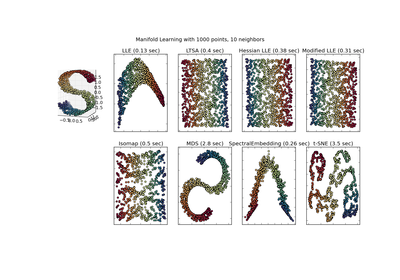 Manifold Learning with 1000 points, 10 neighbors
LLE (0.13 sec)
LTSA (0.4 sec)
Hessian LLE (0.38 sec)
Modified LLE (0.31 sec)
Isomap (0.5 sec)
MDS (2.8 sec)
SpectralEmbedding (0.26 sec)
t-SNE (3.5 sec)